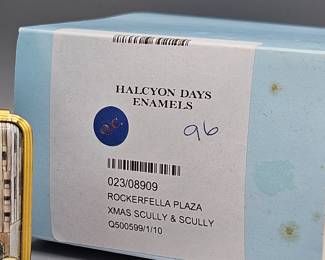 HALCYON DAYS
ENAMELS
Q.C.
96
023/08909
ROCKERFELLA PLAZA
XMAS SCULLY & SCULLY
Q500599/1/10